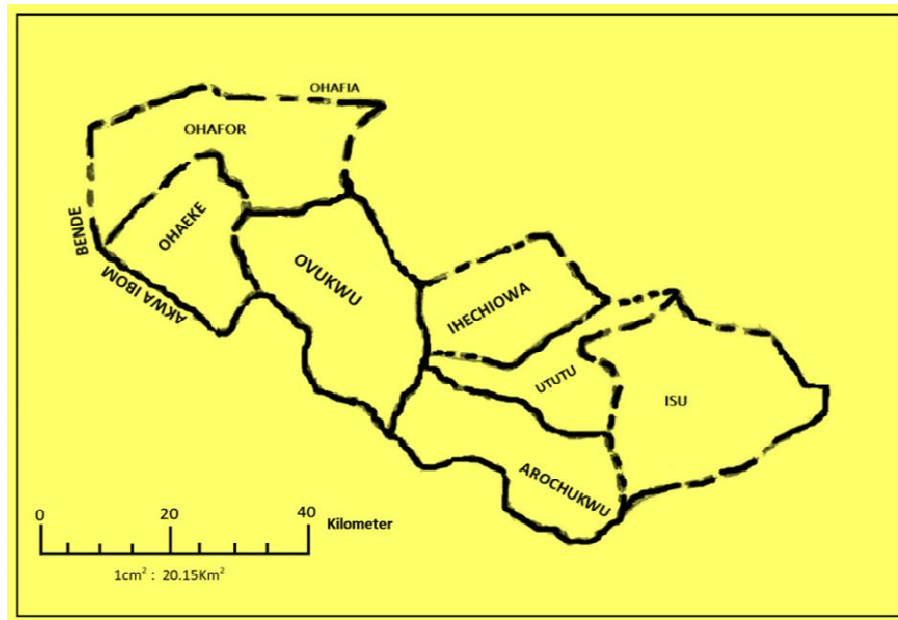 OHAFIA
OHAFOR
BENDE
OHAEKE
AKWA IBOM
OVUKWU
IHECHIOWA
UTUTU
ISU
AROCHUKWU
0 20 40 Kilometer
1cm² : 20.15Km²